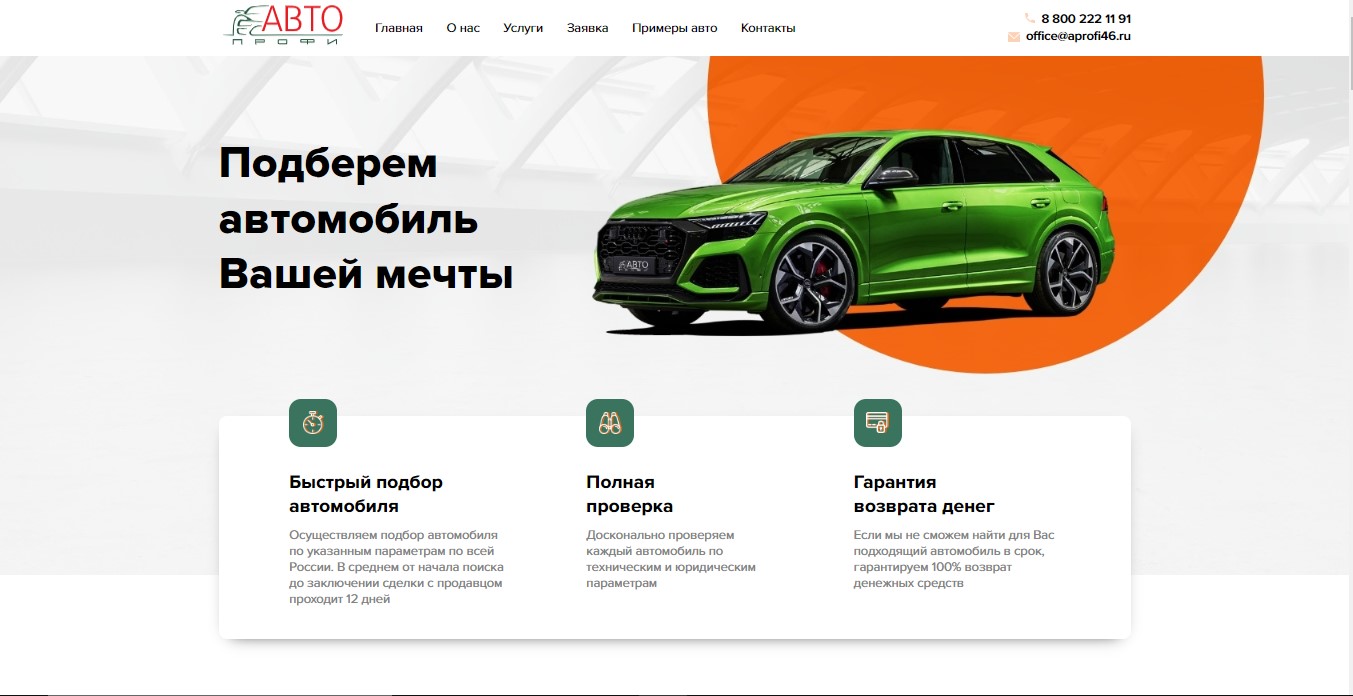 АВТО
ПРОФИ
Главная О нас Услуги Заявка Примеры авто Контакты
8 800 222 11 91
office@aprofi46.ru
Подберем
автомобиль
Вашей мечты
АВТО
Быстрый подбор
автомобиля
Осуществляем подбор автомобиля
по указанным параметрам по всей
России. В среднем от начала поиска
до заключении сделки с продавцом
проходит 12 дней
Полная
проверка
Досконально проверяем
каждый автомобиль по
техническим и юридическим
параметрам
Гарантия
возврата денег
Если мы не сможем найти для Вас
подходящий автомобиль в срок,
гарантируем 100% возврат
денежных средств